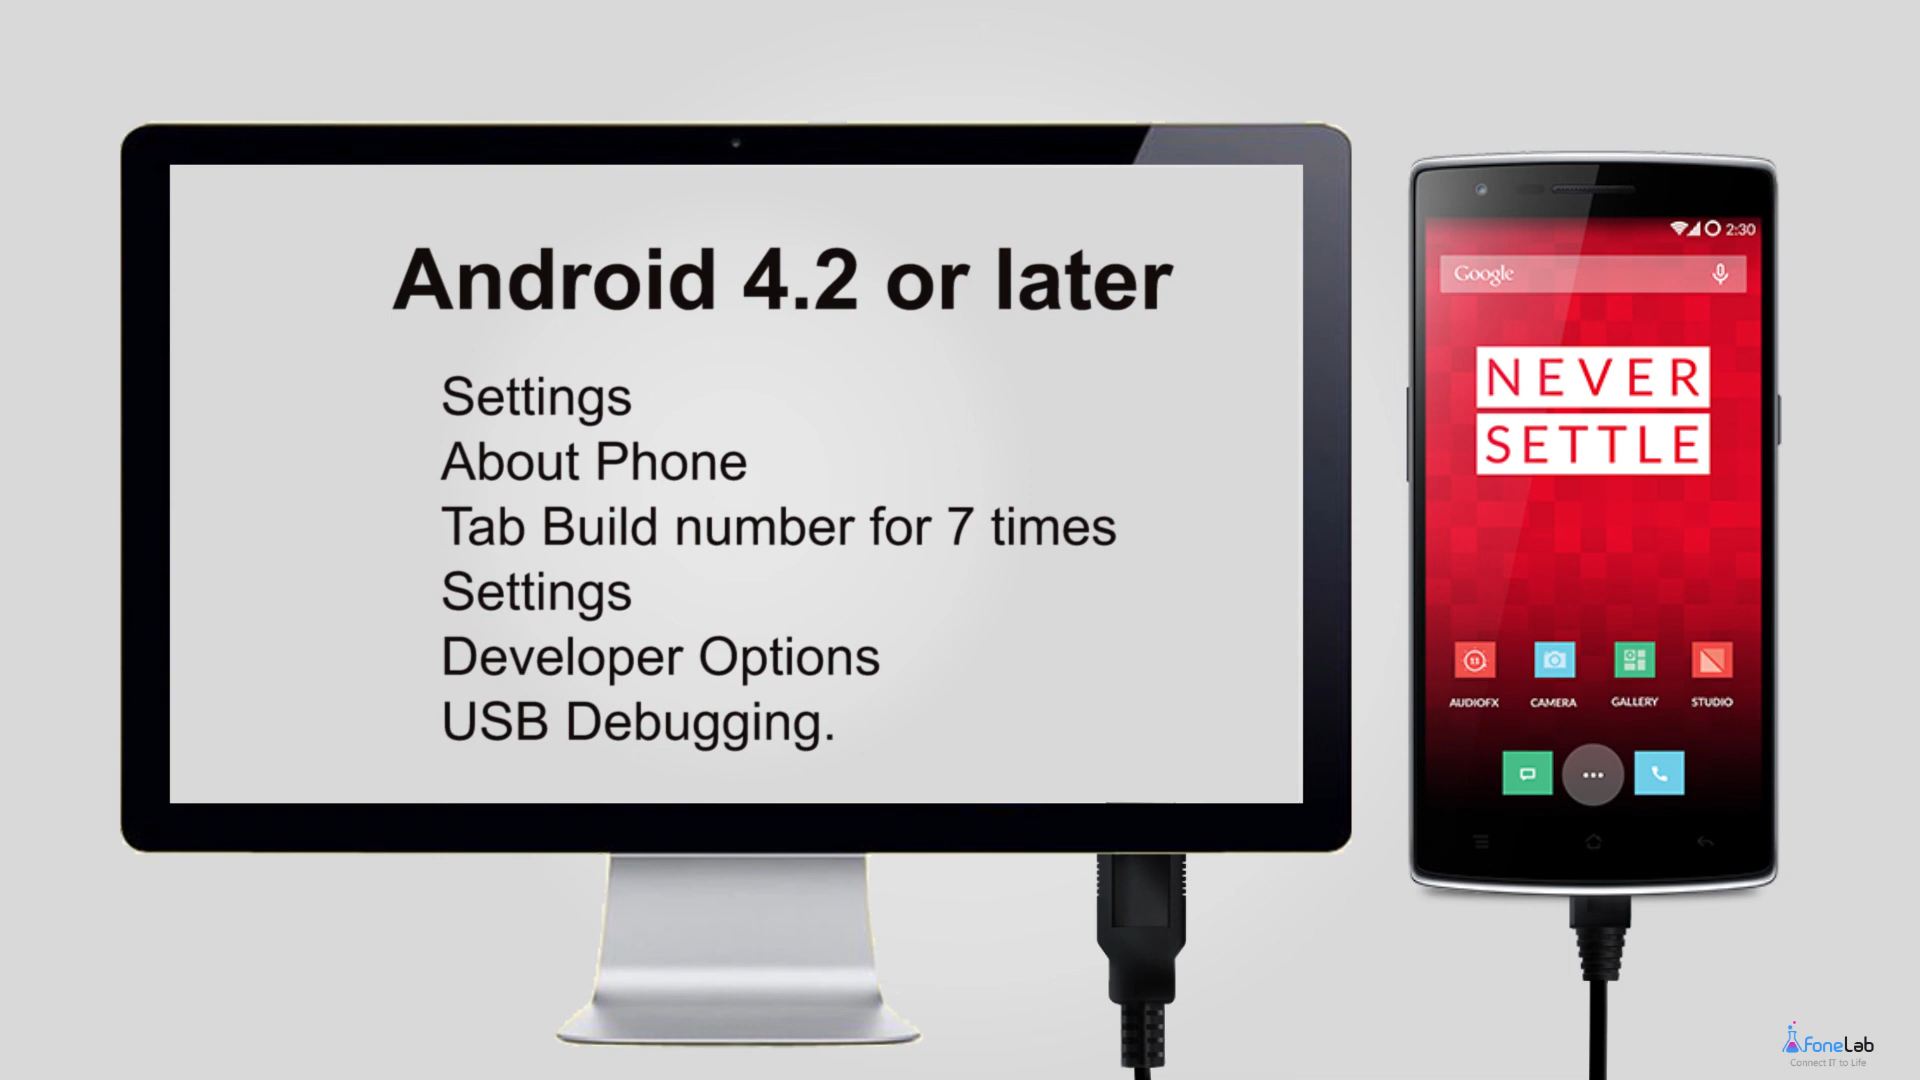 Android 4.2 or later
Settings
About Phone
Tab Build number for 7 times
Settings
Developer Options
USB Debugging.
2:30
Google
NEVER
SETTLE
11
AUDIOFX CAMERA GALLERY STUDIO
FoneLab
Connect IT to Life